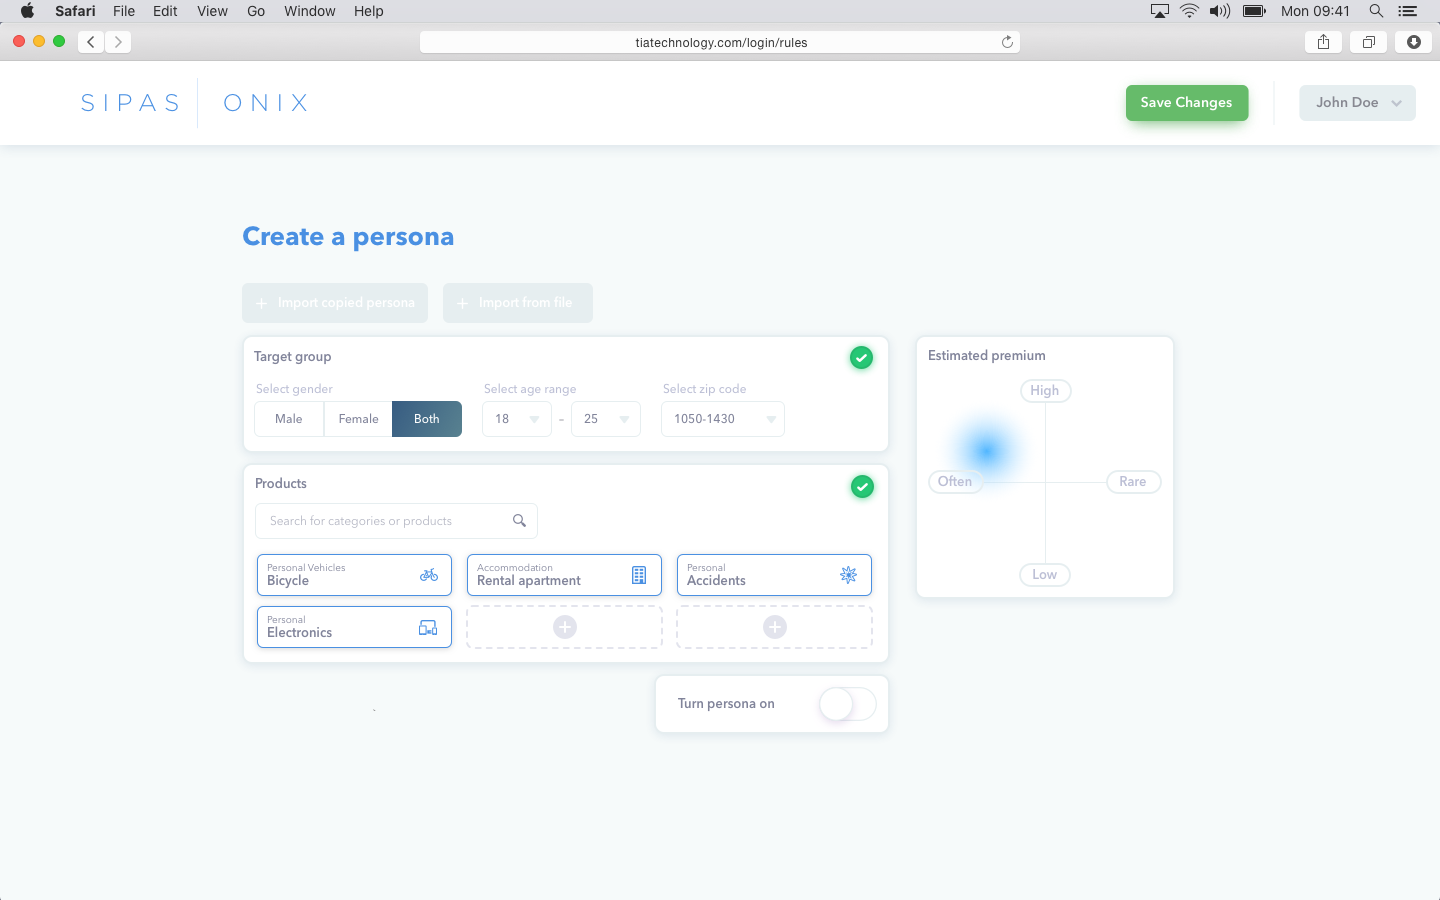 Safari File Edit View Go Window Help Mon 09:41
tiatechnology.com/login/rules
SIPAS ONIX Save Changes John Doe
Create a persona
+ Import copied persona + Import from file
Target group
Select gender Select age range Select zip code
Male Female Both 18 - 25 1050-1430
Products
Search for categories or products
Personal Vehicles
Bicycle
Accommodation
Rental apartment
Personal
Accidents
Personal
Electronics
Turn persona on
Estimated premium
High
Often Rare
Low